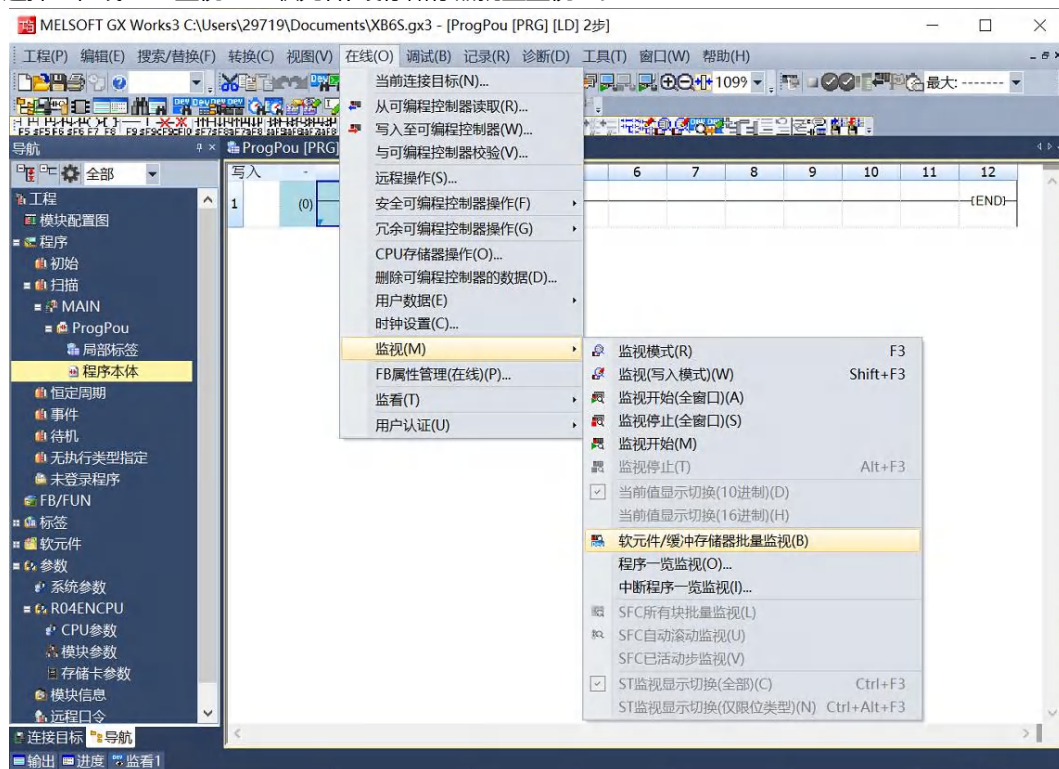 MELSOFT GX Works3 C:\Users\29719\Documents\XB6S.gx3 - [ProgPou [PRG] [LD] 2步]
工程(P) 编辑(E) 搜索/替换(F) 转换(C) 视图(V) 在线(O) 调试(B) 记录(R) 诊断(D) 工具(T) 窗口(W) 帮助(H)
109%
最大: -------
导航
ProgPou [PRG]
全部
写入 6 7 8 9 10 11 12
1 (0) {END}
工程
模块配置图
程序
初始
扫描
MAIN
ProgPou
局部标签
程序本体
恒定周期
事件
待机
无执行类型指定
未登录程序
FB/FUN
标签
软元件
参数
系统参数
R04ENCPU
CPU参数
模块参数
存储卡参数
模块信息
远程口令
连接目标 导航
输出 进度 监看1
当前连接目标(N)...
从可编程控制器读取(R)...
写入至可编程控制器(W)...
与可编程控制器校验(V)...
远程操作(S)...
安全可编程控制器操作(F)
冗余可编程控制器操作(G)
CPU存储器操作(O)...
删除可编程控制器的数据(D)...
用户数据(E)
时钟设置(C)...
监视(M)
FB属性管理(在线)(P)...
监看(T)
用户认证(U)
监视模式(R) F3
监视(写入模式)(W) Shift+F3
监视开始(全窗口)(A)
监视停止(全窗口)(S)
监视开始(M)
监视停止(T) Alt+F3
当前值显示切换(10进制)(D)
当前值显示切换(16进制)(H)
软元件/缓冲存储器批量监视(B)
程序一览监视(O)...
中断程序一览监视(I)...
SFC所有块批量监视(L)
SFC自动滚动监视(U)
SFC已活动步监视(V)
ST监视显示切换(全部)(C) Ctrl+F3
ST监视显示切换(仅限位类型)(N) Ctrl+Alt+F3